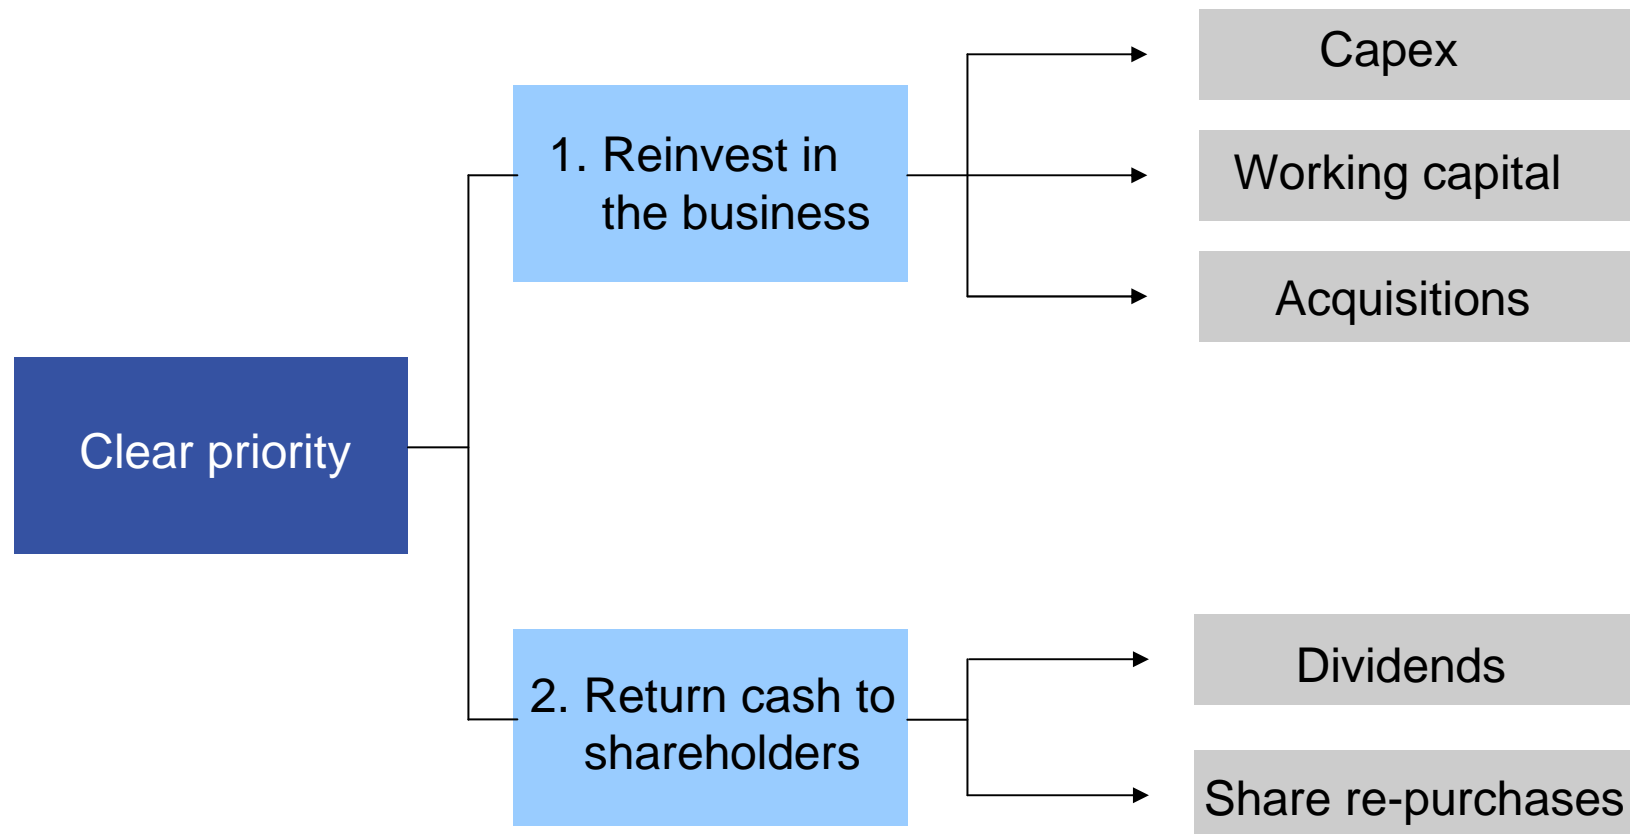 Clear priority
1. Reinvest in
the business
Capex
Working capital
Acquisitions
2. Return cash to
shareholders
Dividends
Share re-purchases